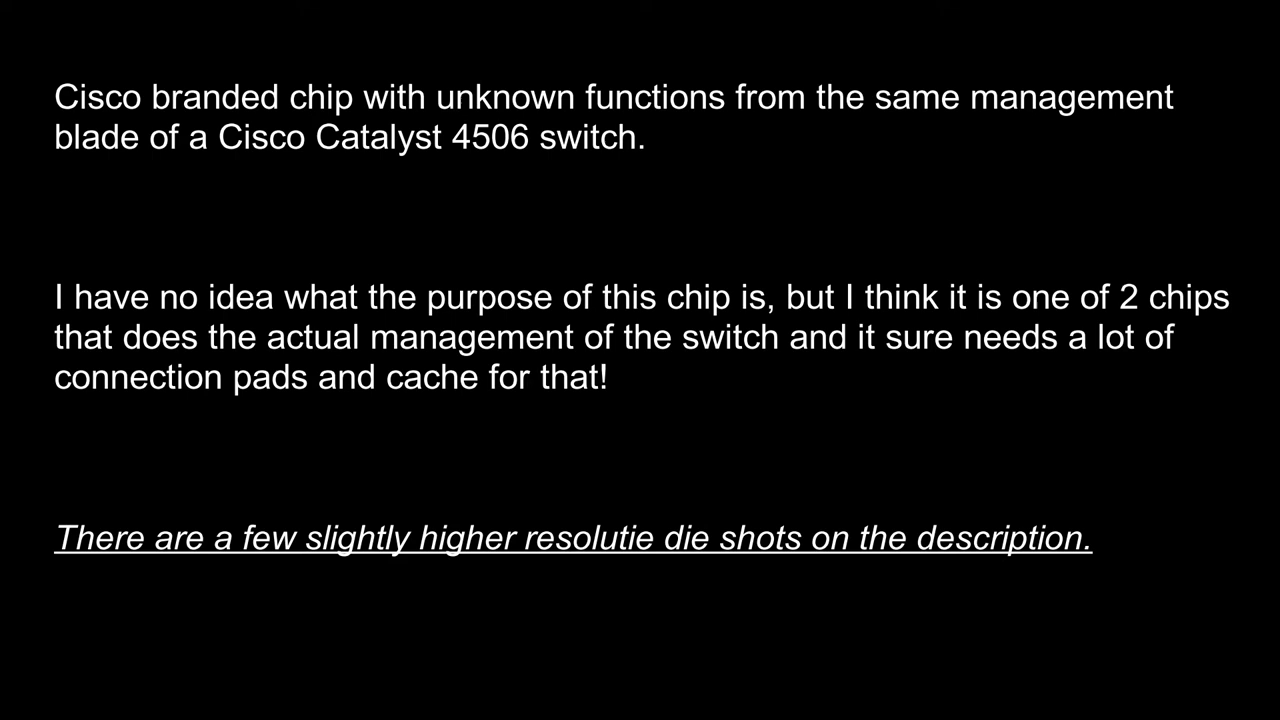 Cisco branded chip with unknown functions from the same management
blade of a Cisco Catalyst 4506 switch.
I have no idea what the purpose of this chip is, but I think it is one of 2 chips
that does the actual management of the switch and it sure needs a lot of
connection pads and cache for that!
There are a few slightly higher resolutie die shots on the description.